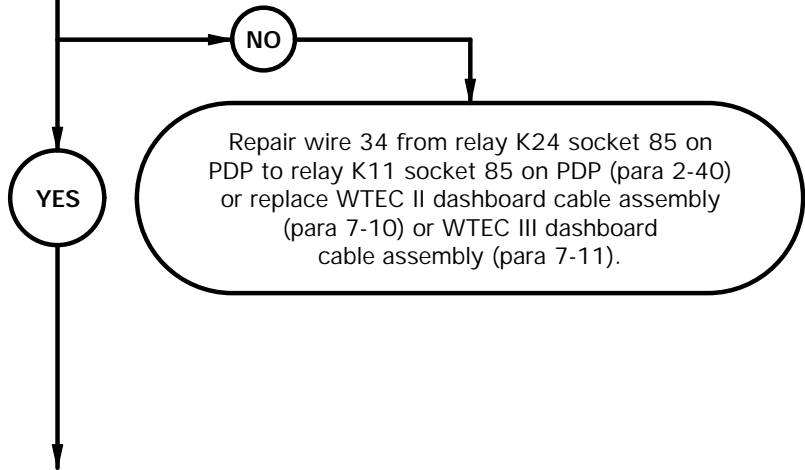 NO
YES
Repair wire 34 from relay K24 socket 85 on
PDP to relay K11 socket 85 on PDP (para 2-40)
or replace WTEC II dashboard cable assembly
(para 7-10) or WTEC III dashboard
cable assembly (para 7-11).